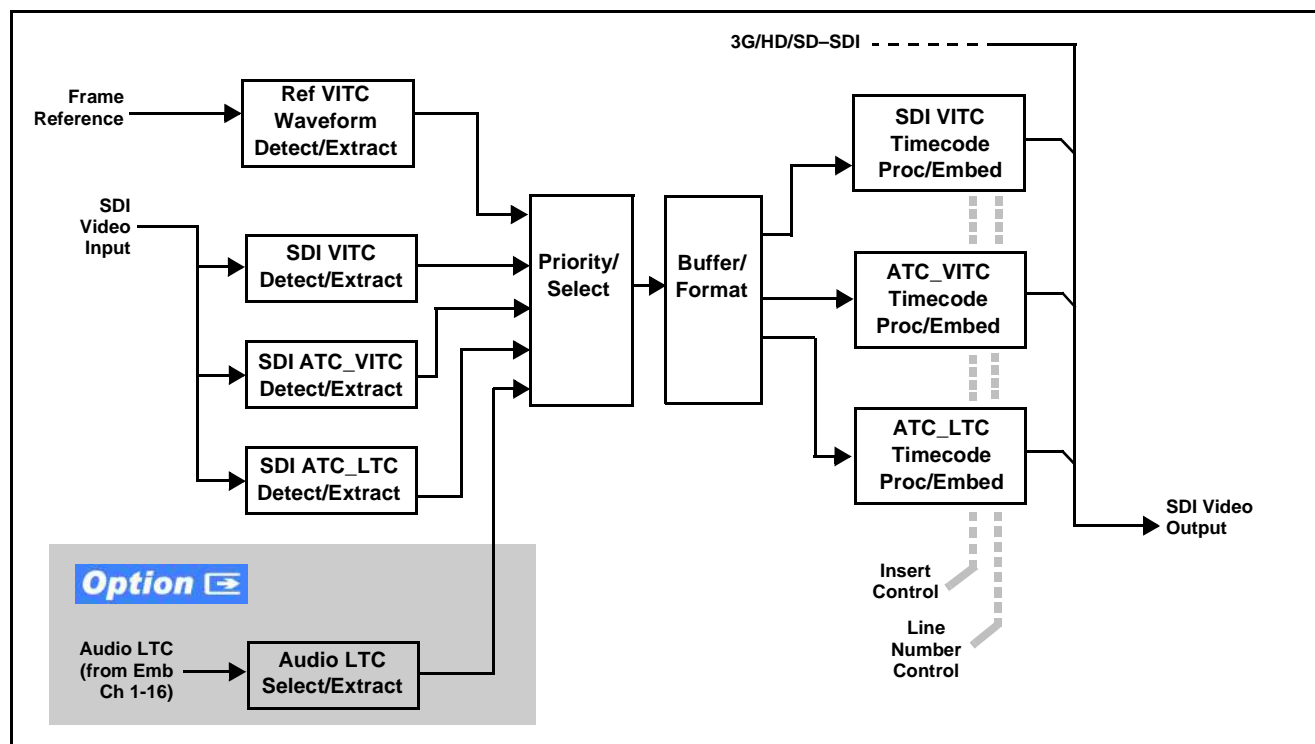 3G/HD/SD–SDI
Frame
Reference
Ref VITC
Waveform
Detect/Extract
SDI
Video
Input
SDI VITC
Detect/Extract
SDI ATC_VITC
Detect/Extract
SDI ATC_LTC
Detect/Extract
Option
Audio LTC
(from Emb
Ch 1-16)
Audio LTC
Select/Extract
Priority/
Select
Buffer/
Format
SDI VITC
Timecode
Proc/Embed
ATC_VITC
Timecode
Proc/Embed
ATC_LTC
Timecode
Proc/Embed
Insert
Control
Line
Number
Control
SDI Video
Output